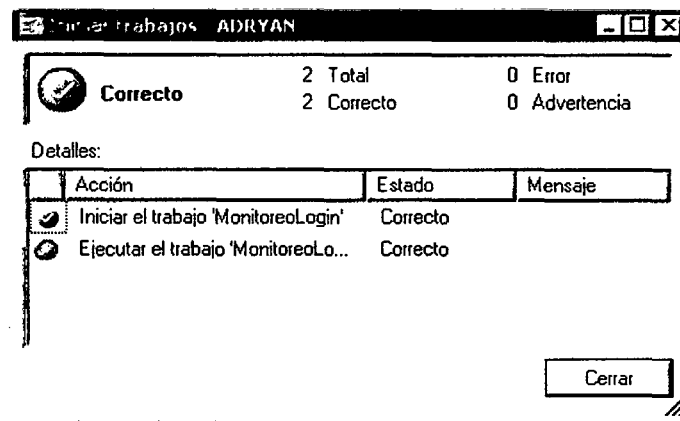 Iniciar trabajos ADRYAN
Correcto
2 Total
0 Error
2 Correcto
0 Advertencia
Detalles:
Acción Estado Mensaje
Iniciar el trabajo 'MonitoreoLogin' Correcto
Ejecutar el trabajo 'MonitoreoLo... Correcto
Cerrar